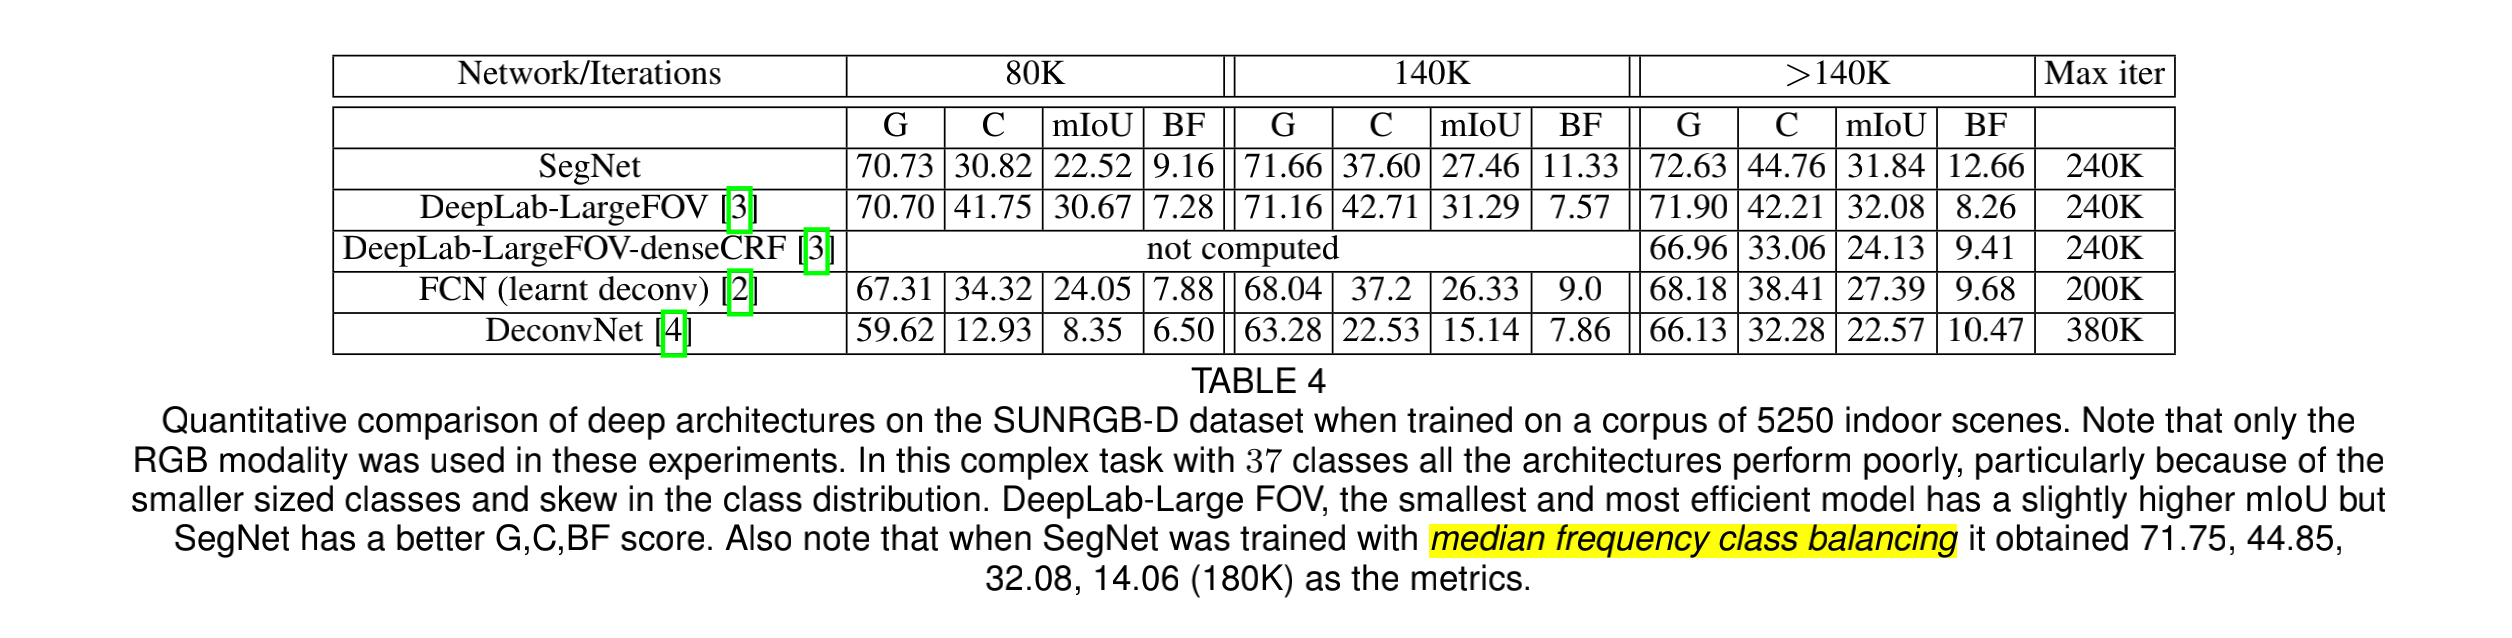 Network/Iterations 80K 140K >140K Max iter
G C mIoU BF G C mIoU BF G C mIoU BF
SegNet 70.73 30.82 22.52 9.16 71.66 37.60 27.46 11.33 72.63 44.76 31.84 12.66 240K
DeepLab-LargeFOV [3] 70.70 41.75 30.67 7.28 71.16 42.71 31.29 7.57 71.90 42.21 32.08 8.26 240K
DeepLab-LargeFOV-denseCRF [3] not computed 66.96 33.06 24.13 9.41 240K
FCN (learnt deconv) [2] 67.31 34.32 24.05 7.88 68.04 37.2 26.33 9.0 68.18 38.41 27.39 9.68 200K
DeconvNet [4] 59.62 12.93 8.35 6.50 63.28 22.53 15.14 7.86 66.13 32.28 22.57 10.47 380K
TABLE 4
Quantitative comparison of deep architectures on the SUNRGB-D dataset when trained on a corpus of 5250 indoor scenes. Note that only the
RGB modality was used in these experiments. In this complex task with 37 classes all the architectures perform poorly, particularly because of the
smaller sized classes and skew in the class distribution. DeepLab-Large FOV, the smallest and most efficient model has a slightly higher mIoU but
SegNet has a better G,C,BF score. Also note that when SegNet was trained with median frequency class balancing it obtained 71.75, 44.85,
32.08, 14.06 (180K) as the metrics.